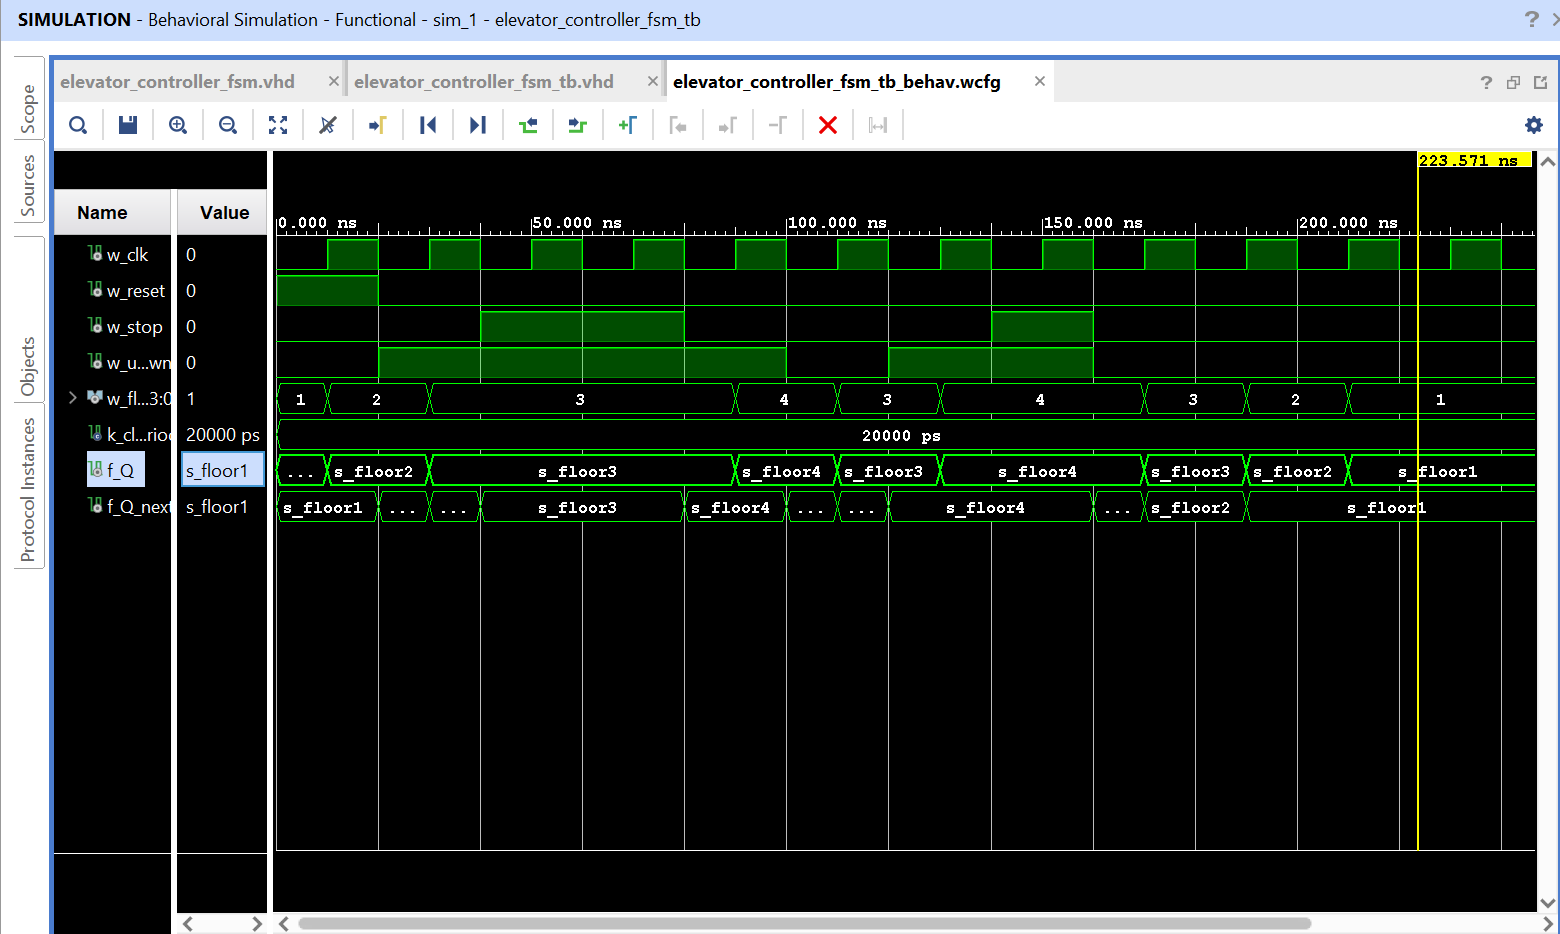 SIMULATION - Behavioral Simulation - Functional - sim_1 - elevator_controller_fsm_tb ?
elevator_controller_fsm.vhd × elevator_controller_fsm_tb.vhd × elevator_controller_fsm_tb_behav.wcfg × ?
Scope
Sources
Objects
Protocol Instances
223.571 ns
Name Value
0.000 ns 50.000 ns 100.000 ns 150.000 ns 200.000 ns
w_clk 0
w_reset 0
w_stop 0
w_u...wn 0
w_fl...3:0 1 1 2 3 4 3 4 3 2 1
k_cl...rioc 20000 ps 20000 ps
f_Q s_floor1 ... s_floor2 s_floor3 s_floor4 s_floor3 s_floor4 s_floor3 s_floor2 s_floor1
f_Q_next s_floor1 s_floor1 ... ... s_floor3 s_floor4 ... ... s_floor4 ... s_floor2 s_floor1